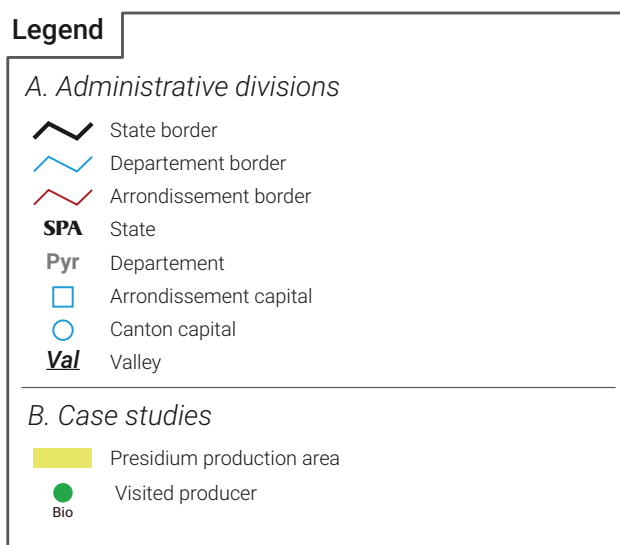 Legend
A. Administrative divisions
State border
Departement border
Arrondissement border
SPA State
Pyr Departement
Arrondissement capital
Canton capital
Val Valley
B. Case studies
Presidium production area
Visited producer
Bio